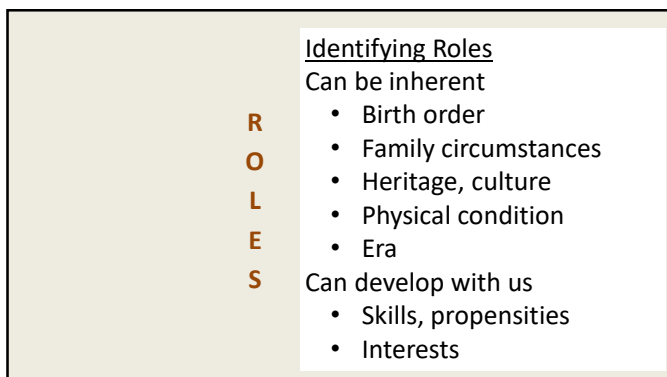 R
O
L
E
S
Identifying Roles
Can be inherent
• Birth order
• Family circumstances
• Heritage, culture
• Physical condition
• Era
Can develop with us
• Skills, propensities
• Interests